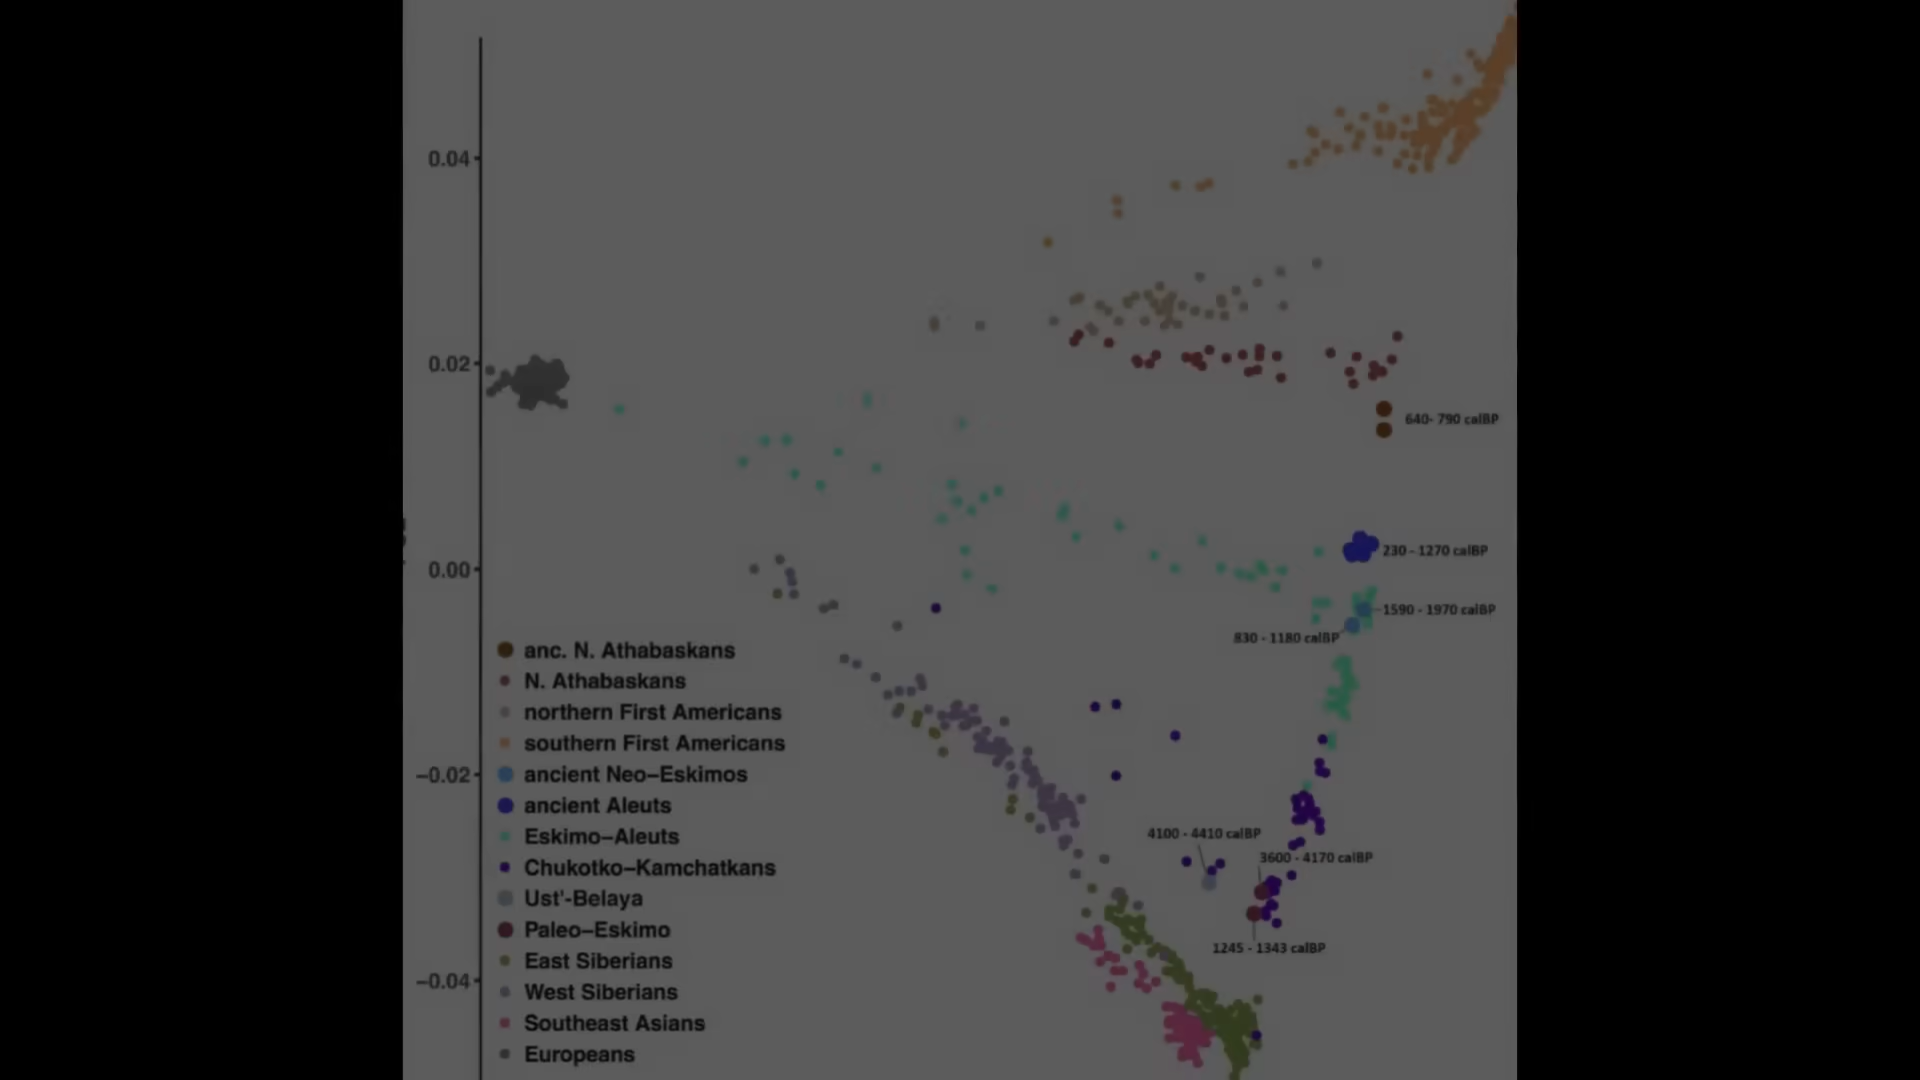 0.04
0.02
640- 790 calBP
230 - 1270 calBP
0.00
1590 - 1970 calBP
830 - 1180 calBP
anc. N. Athabaskans
N. Athabaskans
northern First Americans
southern First Americans
ancient Neo–Eskimos
−0.02
ancient Aleuts
Eskimo–Aleuts
4100 - 4410 calBP
3600 - 4170 calBP
Chukotko–Kamchatkans
Ust'-Belaya
Paleo–Eskimo
1245 - 1343 calBP
East Siberians
−0.04
West Siberians
Southeast Asians
Europeans